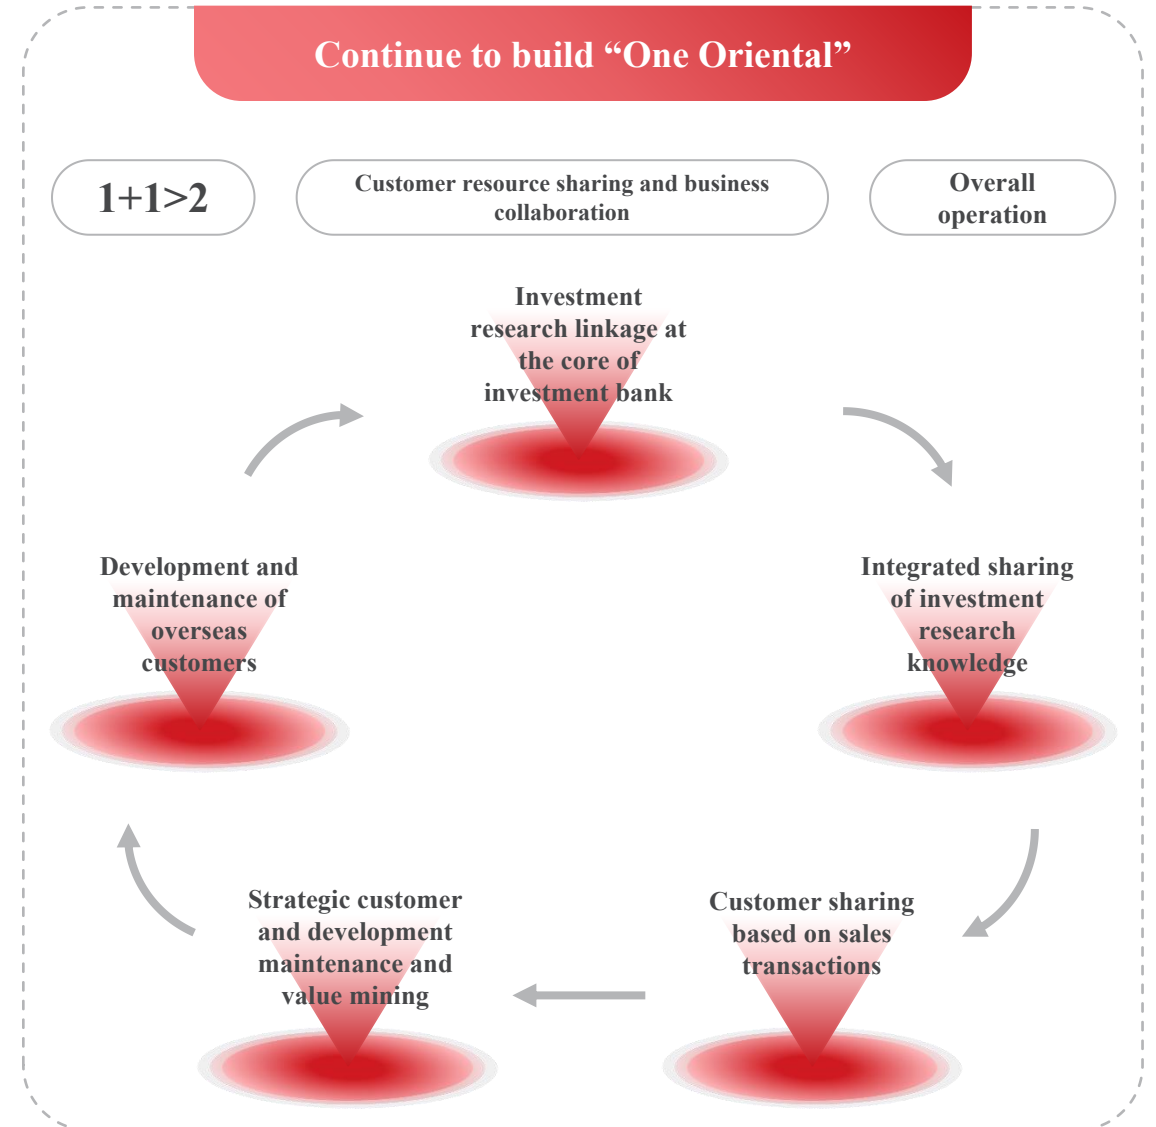 Continue to build “One Oriental”
1+1>2
Customer resource sharing and business
collaboration
Overall
operation
Investment
research linkage at
the core of
investment bank
Development and
maintenance of
overseas
customers
Integrated sharing
of investment
research
knowledge
Strategic customer
and development
maintenance and
value mining
Customer sharing
based on sales
transactions